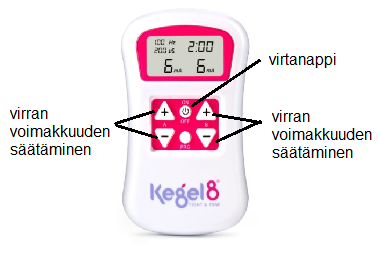 100 Hz
200 uS
2:00
6 mA
6 mA
virtanappi
virran
voimakkuuden
säätäminen
virran
voimakkuuden
säätäminen
ON
+
+
A
OFF
B
−
PRG
−
Kegel8